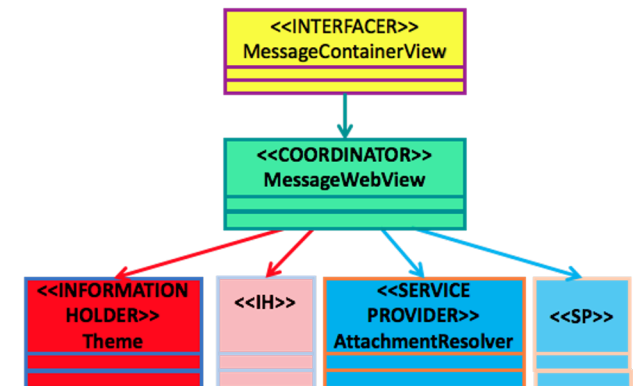 <<INTERFACER>>
MessageContainerView
<<COORDINATOR>>
MessageWebView
<<INFORMATION
HOLDER>>
Theme
<<IH>>
<<SERVICE
PROVIDER>>
AttachmentResolver
<<SP>>